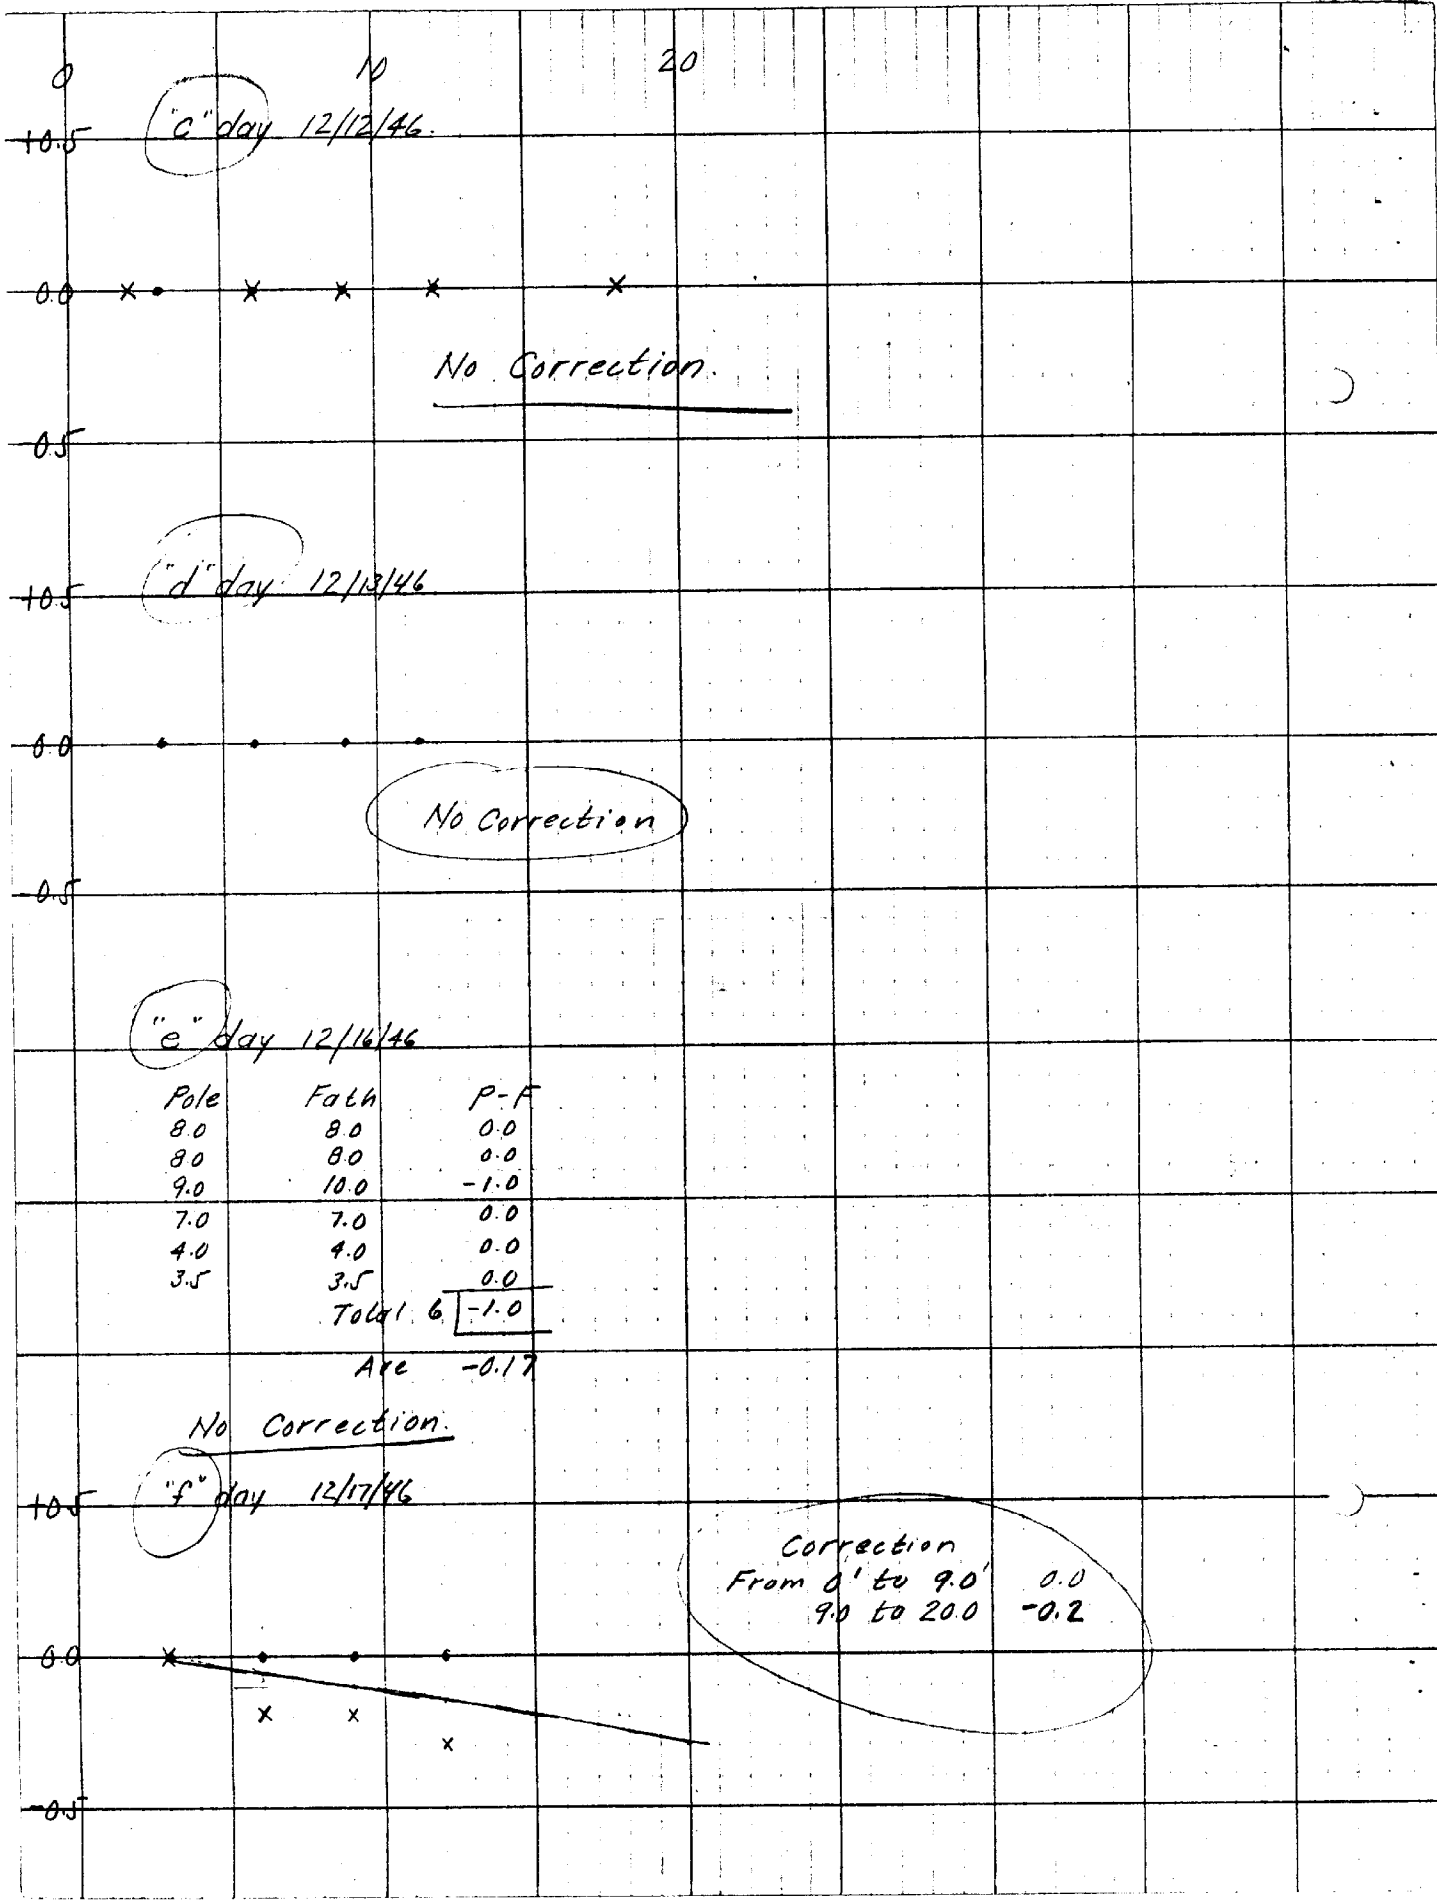 0 10 20
"c" day 12/12/46.
+0.5
0.0
No Correction.
-0.5
"d" day 12/13/46
+0.5
0.0
No Correction
-0.5
"e" day 12/16/46
Pole Fath P-F
8.0 8.0 0.0
8.0 8.0 0.0
9.0 10.0 -1.0
7.0 7.0 0.0
4.0 4.0 0.0
3.5 3.5 0.0
Total 6 -1.0
Ave -0.17
No Correction.
"f" day 12/17/46
+0.5
Correction
From 0' to 9.0' 0.0
9.0 to 20.0 -0.2
0.0
-0.5